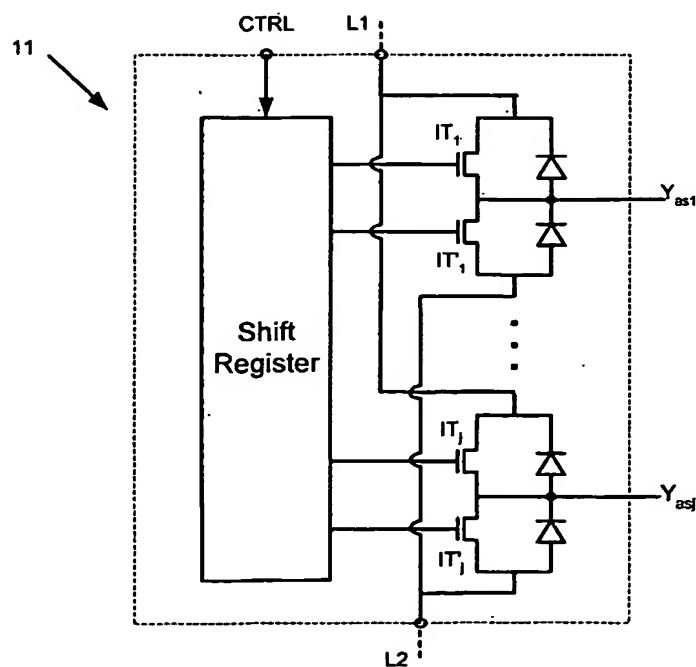 CTRL
L1
11
IT1
Yas1
IT'1
Shift
Register
ITj
Yasj
IT'j
L2